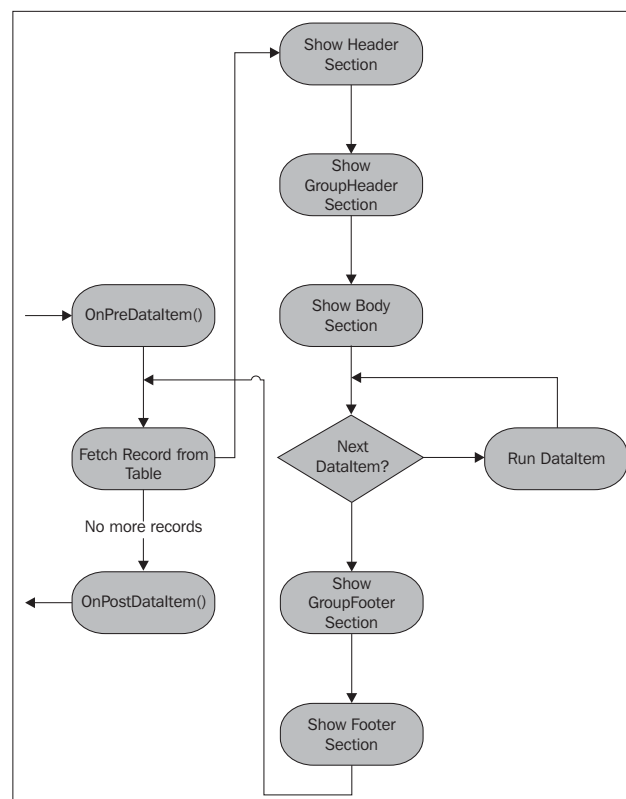 Show Header
Section
Show
GroupHeader
Section
OnPreDataItem()
Show Body
Section
Fetch Record from
Table
Next
DataItem?
Run DataItem
No more records
OnPostDataItem()
Show
GroupFooter
Section
Show Footer
Section